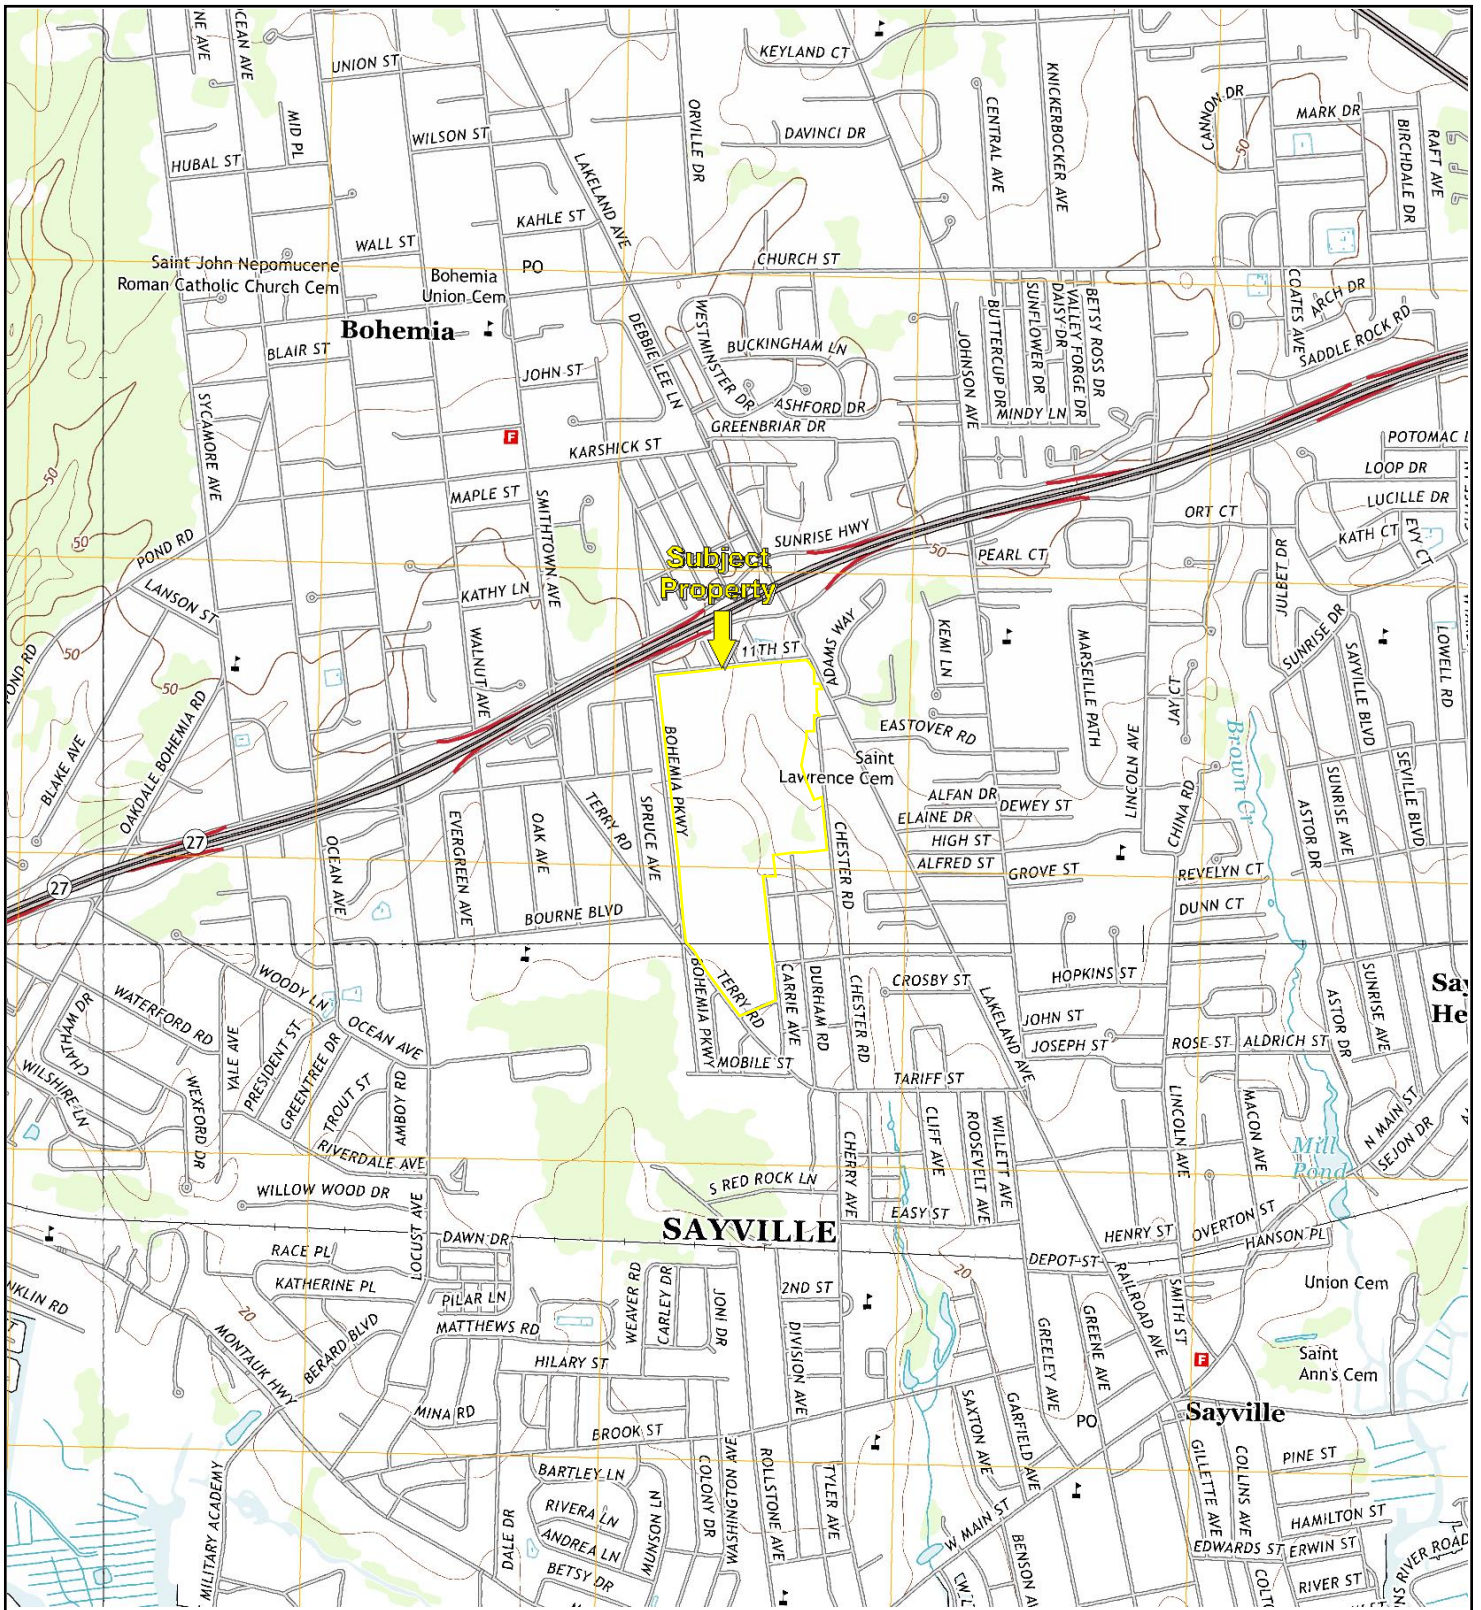 OCEAN AVE
UNION ST
KEYLAND CT
MID PL
WILSON ST
HUBAL ST
LAKELAND AVE
ORVILLE DR
DAVINCI DR
CENTRAL AVE
KNICKERBOCKER AVE
CANNON DR
50
MARK DR
BIRCHDALE DR
RAFT AVE
KAHLE ST
WALL ST
PO
CHURCH ST
Saint John Nepomucene
Roman Catholic Church Cem
Bohemia
Union Cem
Bohemia
BLAIR ST
JOHN ST
DEBBIE LEE LN
WESTMINSTER DR
BUCKINGHAM LN
ASHFORD DR
GREENBRIAR DR
JOHNSON AVE
BUTTERCUP DR
SUNFLOWER DR
DAISY DR
VALLEY FORGE DR
BETSY ROSS DR
MINDY LN
COATES AVE
ARCH DR
SADDLE ROCK RD
SYCAMORE AVE
F
KARSHICK ST
50
MAPLE ST
SMITHTOWN AVE
SUNRISE HWY
50
PEARL CT
ORT CT
LOOP DR
LUCILLE DR
KATH CT
EVY CT
JULBET DR
50
POND RD
LANSON ST
KATHY LN
Subject
Property
11TH ST
ADAMS WAY
KEMI LN
MARSEILLE PATH
JAY CT
SUNRISE DR
SAYVILLE BLVD
LOWELL RD
50
50
WALNUT AVE
OAKDALE BOHEMIA RD
BLAKE AVE
BOHEMIA PKWY
EASTOVER RD
Saint
Lawrence Cem
LINCOLN AVE
Brown Cr
SEVILLE BLVD
SUNRISE AVE
ASTOR DR
ALFAN DR
DEWEY ST
ELAINE DR
HIGH ST
ALFRED ST
GROVE ST
CHINA RD
REVELYN CT
DUNN CT
27
27
OCEAN AVE
EVERGREEN AVE
OAK AVE
TERRY RD
SPRUCE AVE
CHESTER RD
BOURNE BLVD
WOODY LN
WATERFORD RD
CHATHAM DR
WILSHIRE LN
YALE AVE
PRESIDENT ST
GREENTREE DR
OCEAN AVE
TROUT ST
AMBOY RD
WEXFORD RD
RIVERDALE AVE
BOHEMIA PKWY
TERRY RD
CARRIE AVE
DURHAM RD
CHESTER RD
MOBILE ST
CROSBY ST
LAKELAND AVE
HOPKINS ST
JOHN ST
JOSEPH ST
ROSE ST
ALDRICH ST
ASTOR DR
SUNRISE AVE
TARIFF ST
CLIFF AVE
ROOSEVELT AVE
WILLETT AVE
LINCOLN AVE
MACON AVE
N MAIN ST
SEJON DR
Mill
Pond
WILLOW WOOD DR
LOCUST AVE
S RED ROCK LN
CHERRY AVE
EASY ST
SAYVILLE
HENRY ST
OVERTON ST
HANSON PL
DEPOT ST
RACE PL
DAWN DR
KATHERINE PL
PILAR LN
20
BERARD BLVD
MATTHEWS RD
HILARY ST
WEAVER RD
CARLEY DR
JONI DR
2ND ST
DIVISION AVE
20
RAILROAD AVE
SMITH ST
GREELEY AVE
GREENE AVE
Union Cem
F
Saint
Ann's Cem
MONTAUK HWY
MINA RD
BROOK ST
SAXTON AVE
GARFIELD AVE
PO
Sayville
BARTLEY LN
RIVERA LN
ANDREA LN
BETSY DR
DALE DR
MUNSON LN
COLONY DR
WASHINGTON AVE
ROLLSTONE AVE
TYLER AVE
W MAIN ST
BENSON
GILLETTE AVE
COLLINS AVE
PINE ST
HAMILTON ST
EDWARDS ST
ERWIN ST
RIVER ST
RIVER ROAD
MILITARY ACADEMY